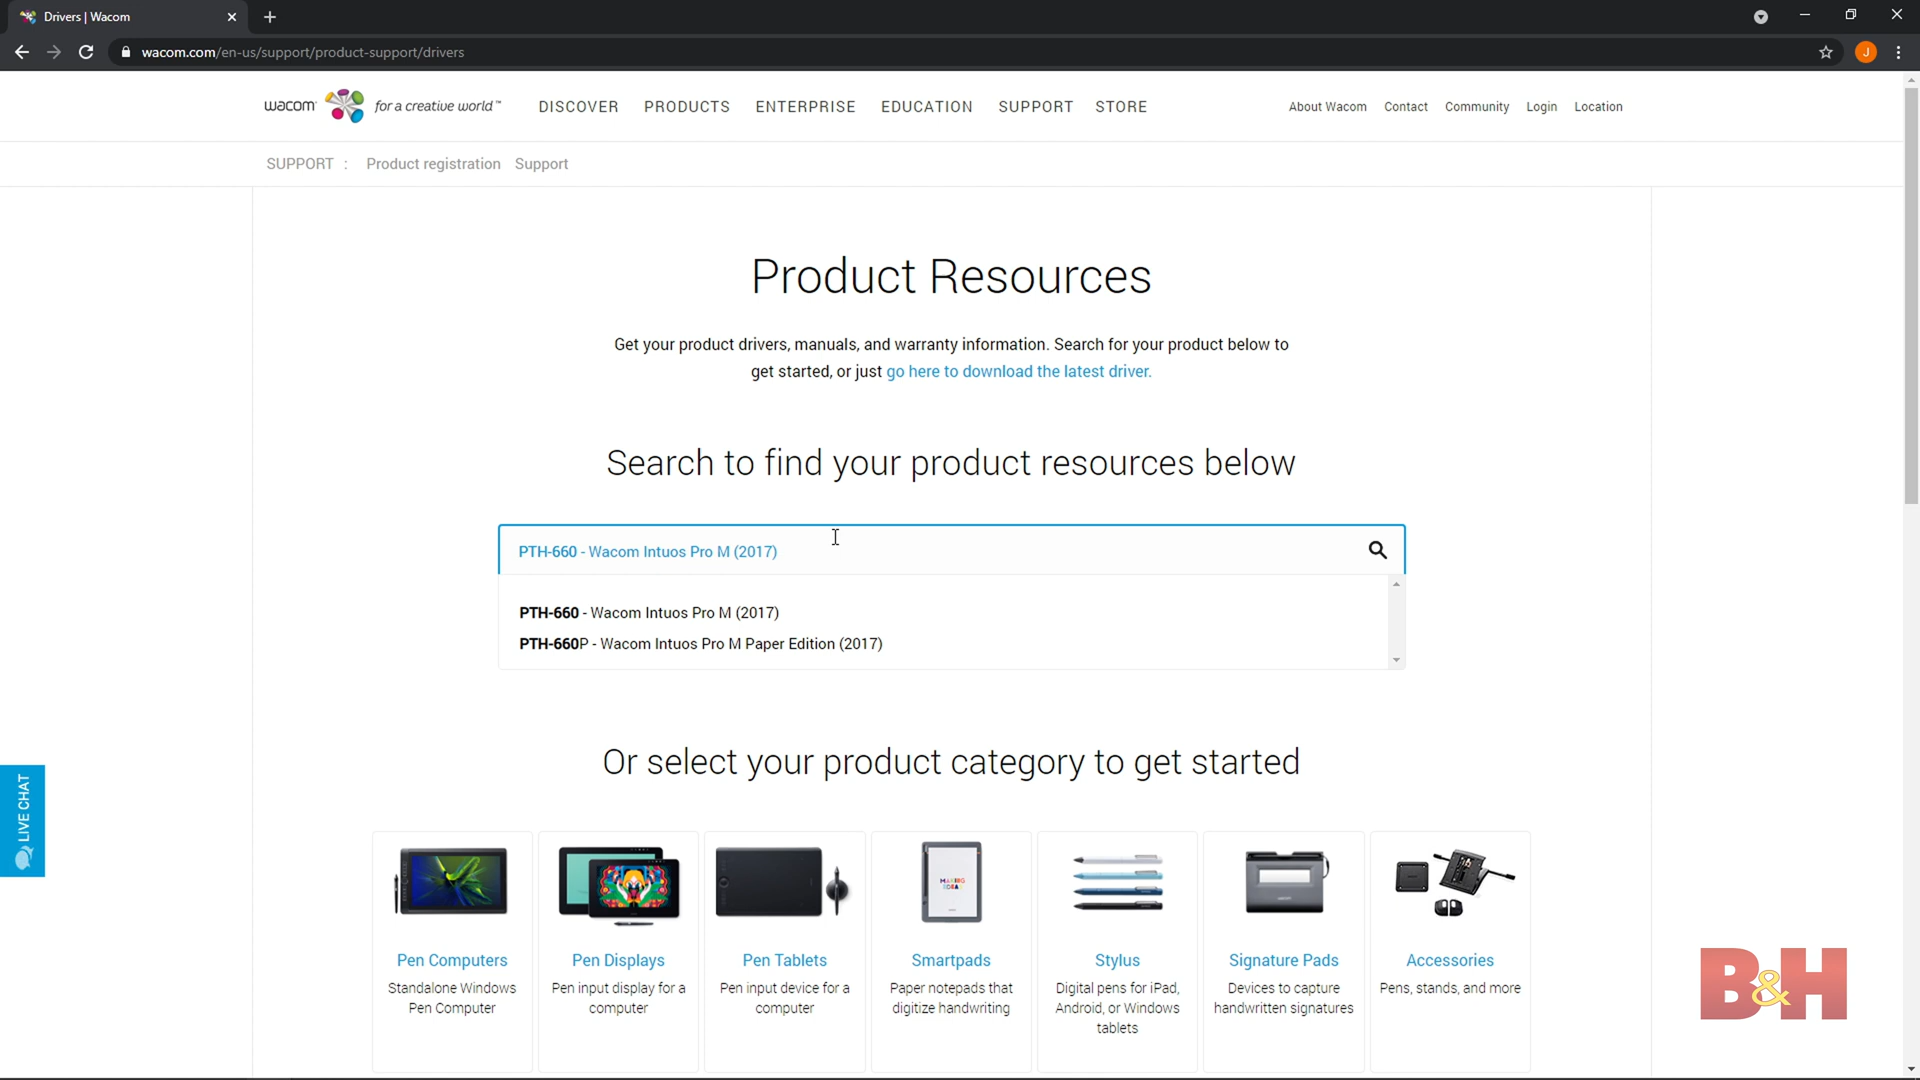 Drivers | Wacom
wacom.com/en-us/support/product-support/drivers
J
wacom for a creative world™
DISCOVER PRODUCTS ENTERPRISE EDUCATION SUPPORT STORE
About Wacom Contact Community Login Location
SUPPORT : Product registration Support
Product Resources
Get your product drivers, manuals, and warranty information. Search for your product below to
get started, or just go here to download the latest driver.
Search to find your product resources below
PTH-660 - Wacom Intuos Pro M (2017)
PTH-660 - Wacom Intuos Pro M (2017)
PTH-660P - Wacom Intuos Pro M Paper Edition (2017)
Or select your product category to get started
LIVE CHAT
MAKING
IDEAS
Pen Computers
Standalone Windows
Pen Computer
Pen Displays
Pen input display for a
computer
Pen Tablets
Pen input device for a
computer
Smartpads
Paper notepads that
digitize handwriting
Stylus
Digital pens for iPad,
Android, or Windows
tablets
Signature Pads
Devices to capture
handwritten signatures
Accessories
Pens, stands, and more
B&H